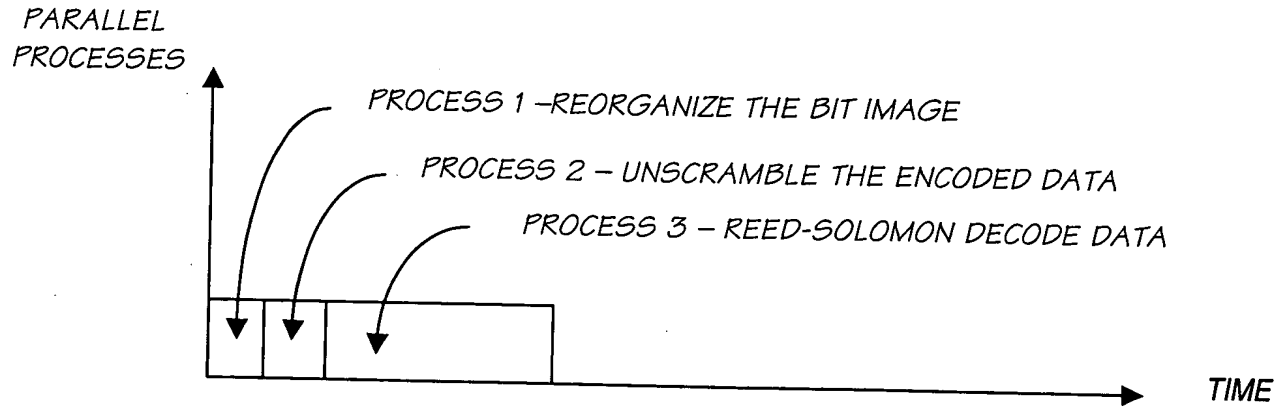 PARALLEL
PROCESSES
PROCESS 1 –REORGANIZE THE BIT IMAGE
PROCESS 2 – UNSCRAMBLE THE ENCODED DATA
PROCESS 3 – REED-SOLOMON DECODE DATA
TIME